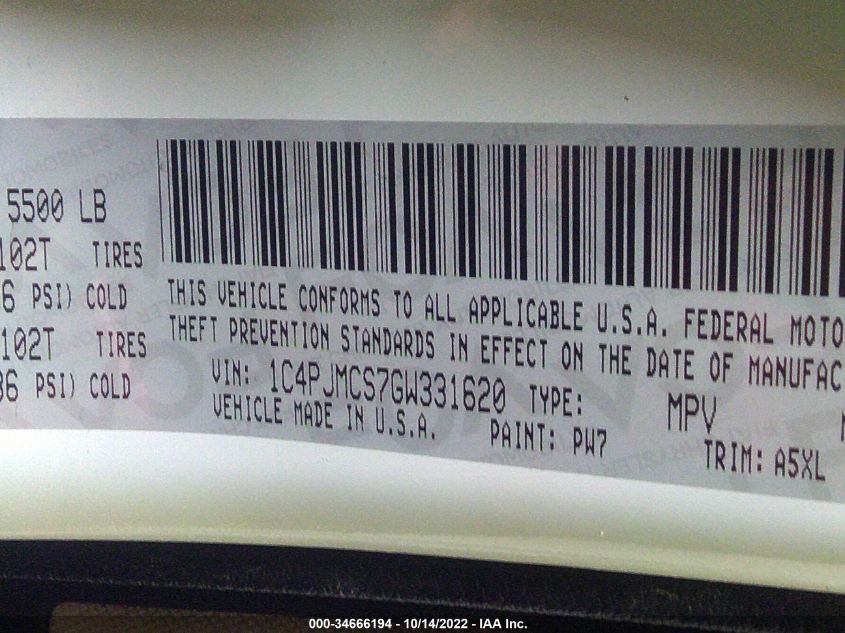 5500 LB
102T TIRES
6 PSI) COLD
102T TIRES
36 PSI) COLD
THIS VEHICLE CONFORMS TO ALL APPLICABLE U.S.A. FEDERAL MOTO
THEFT PREVENTION STANDARDS IN EFFECT ON THE DATE OF MANUFAC
VIN: 1C4PJMCS7GW331620 TYPE: MPV
VEHICLE MADE IN U.S.A. PAINT: PW7 TRIM: A5XL
000-34666194 - 10/14/2022 - IAA Inc.